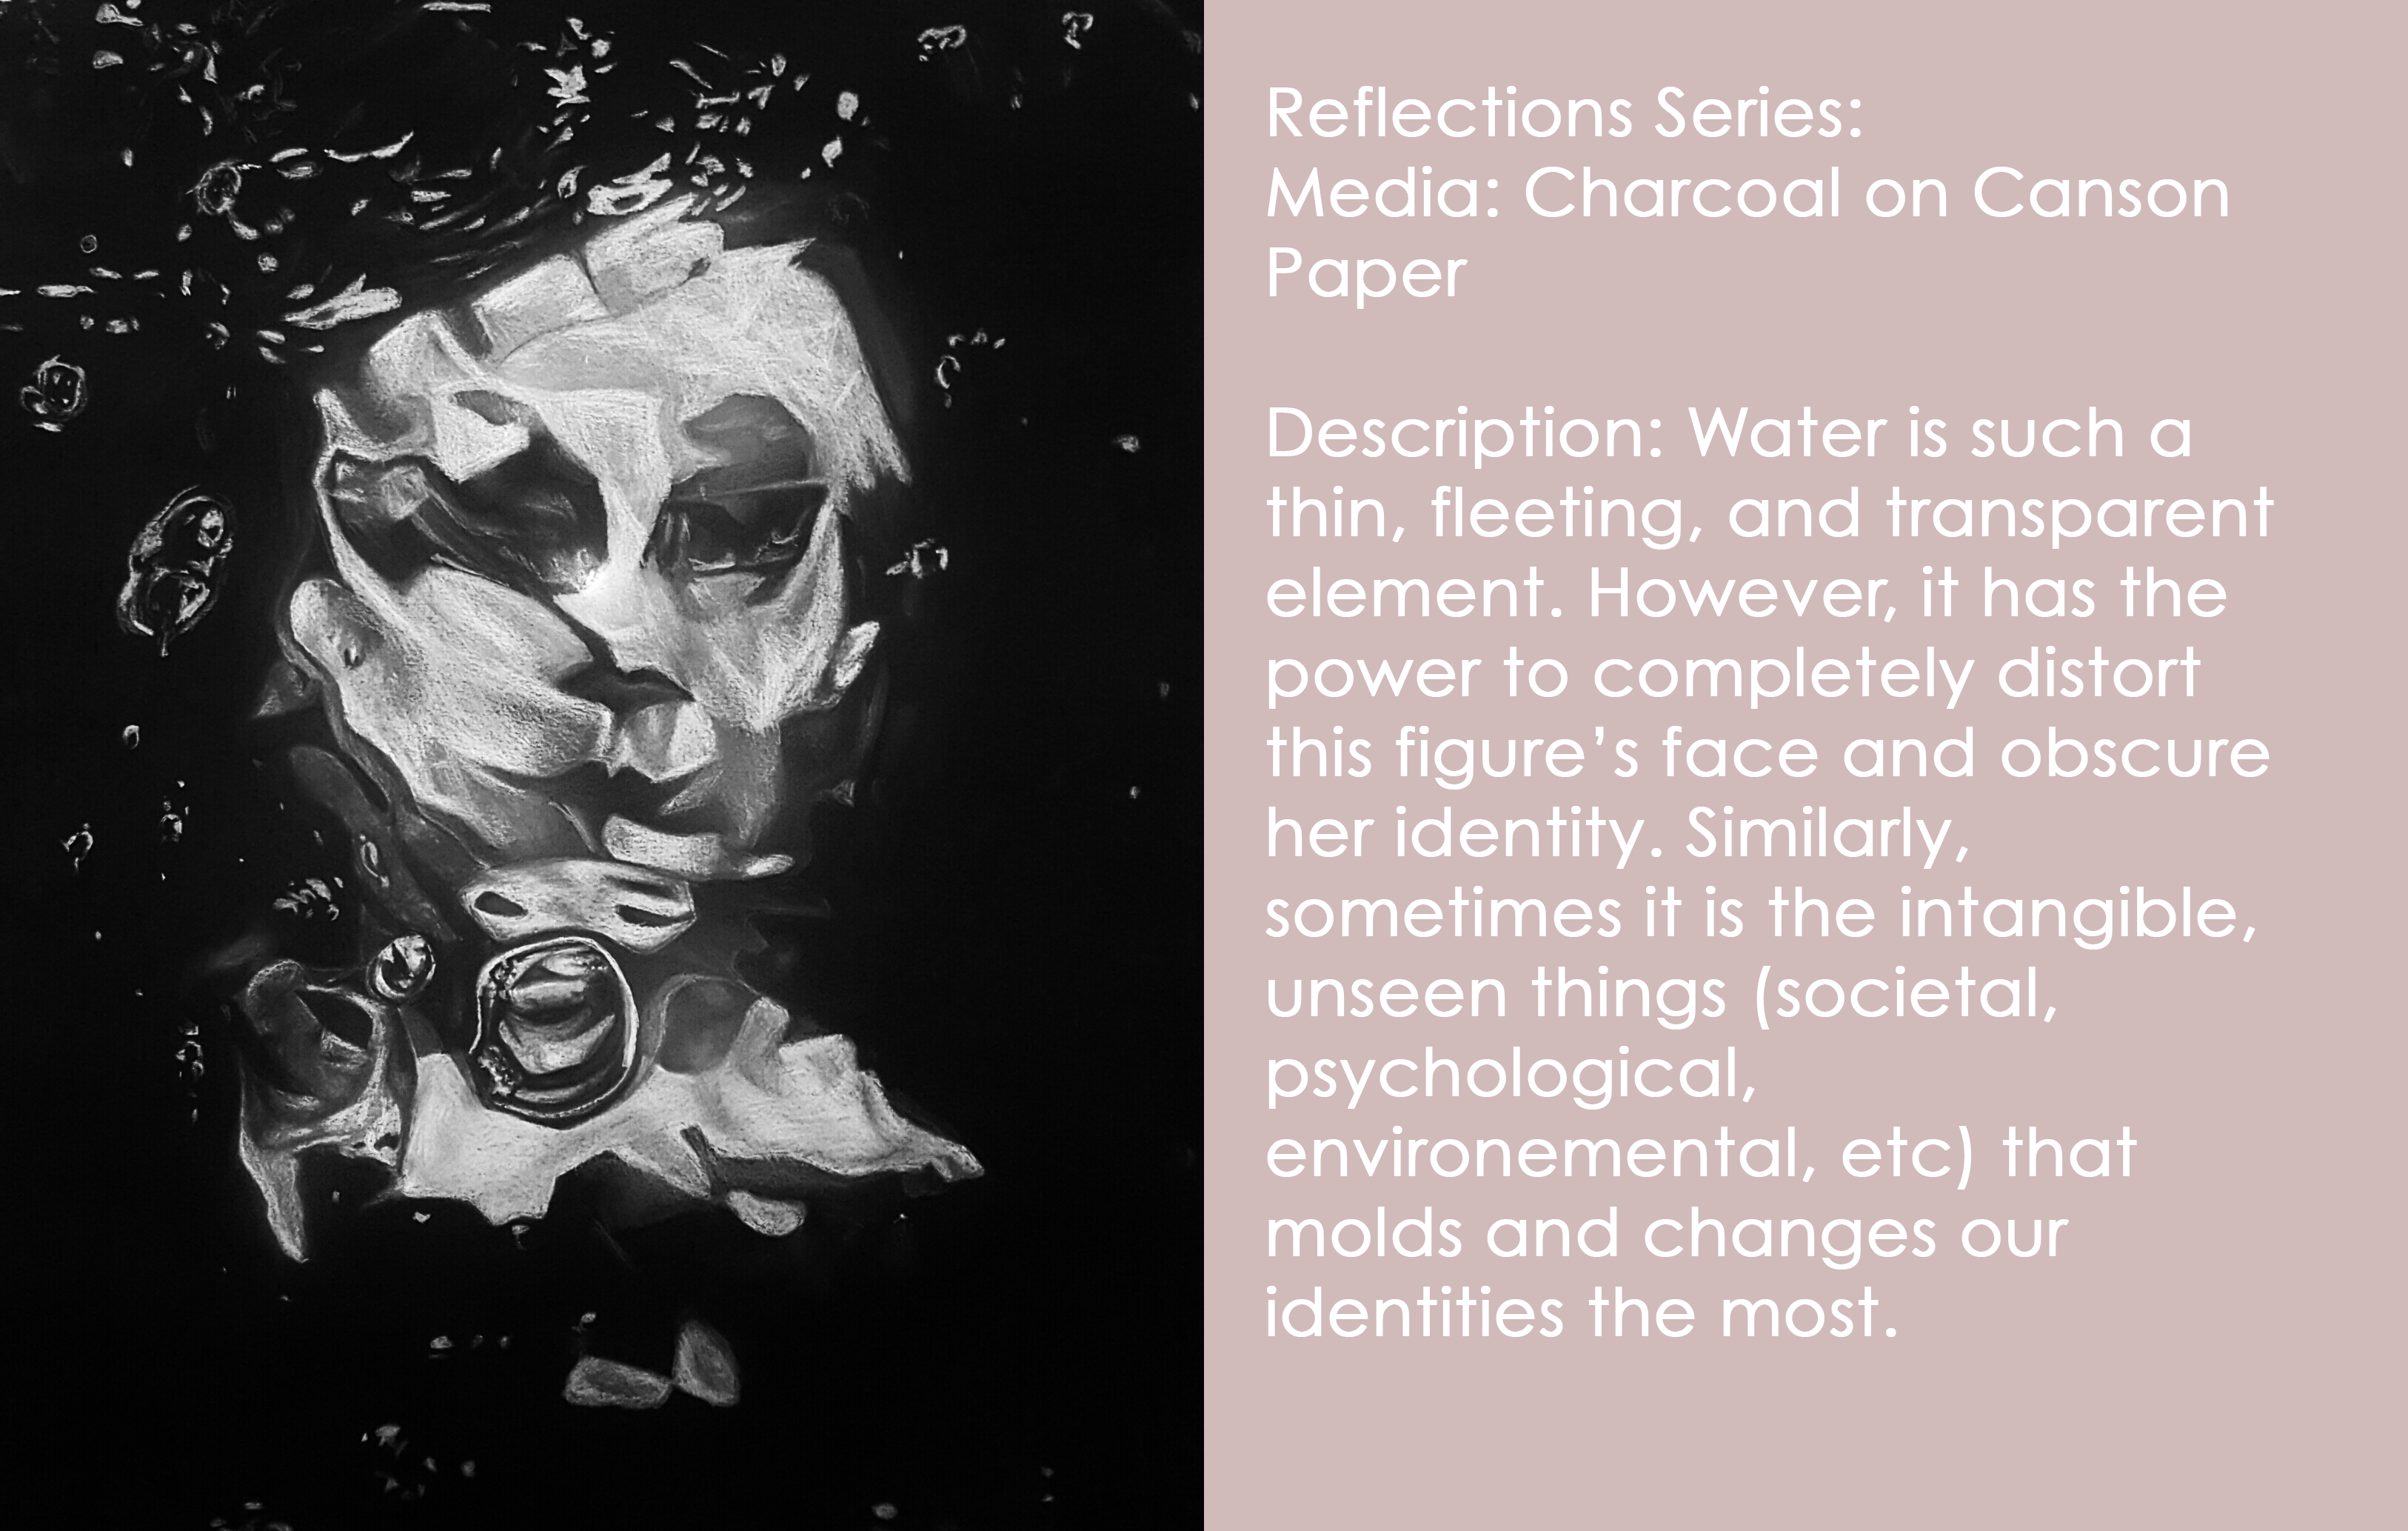 Reflections Series:
Media: Charcoal on Canson
Paper
Description: Water is such a
thin, fleeting, and transparent
element. However, it has the
power to completely distort
this figure’s face and obscure
her identity. Similarly,
sometimes it is the intangible,
unseen things (societal,
psychological,
environemental, etc) that
molds and changes our
identities the most.